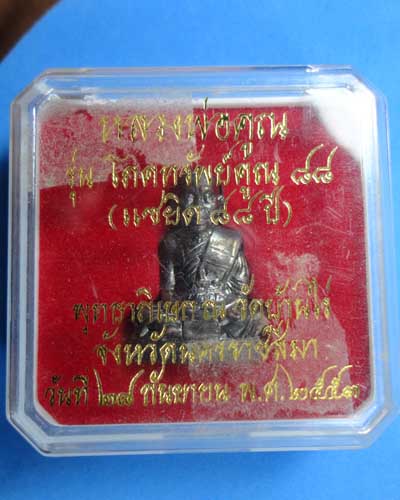 หลวงพ่อคูณ
รุ่น โภคทรัพย์คูณ ๘๘
(แซยิด ๘๘ ปี)
พุทธาภิเษก ณ วัดบ้านไร่
จังหวัดนครราชสีมา
วันที่ ๒๘ กันยายน พ.ศ. ๒๕๕๓